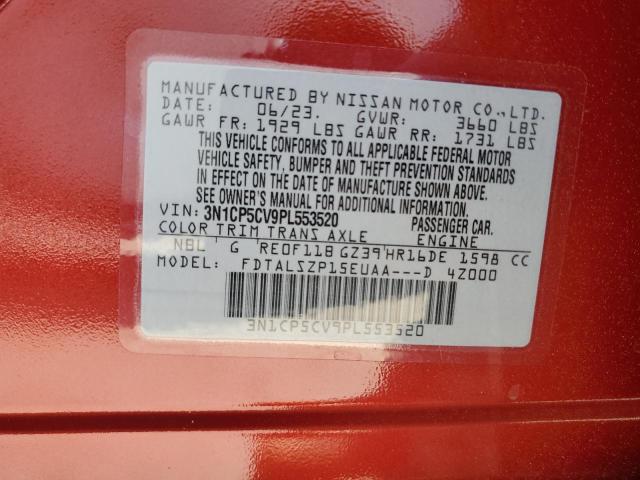 MANUFACTURED BY NISSAN MOTOR CO., LTD.
DATE: 06/23. GVWR: 3660 LBS
GAWR FR: 1929 LBS GAWR RR: 1731 LBS
THIS VEHICLE CONFORMS TO ALL APPLICABLE FEDERAL MOTOR
VEHICLE SAFETY, BUMPER AND THEFT PREVENTION STANDARDS
IN EFFECT ON THE DATE OF MANUFACTURE SHOWN ABOVE.
SEE OWNER'S MANUAL FOR ADDITIONAL INFORMATION.
VIN: 3N1CP5CV9PL553520 PASSENGER CAR.
COLOR TRIM TRANS AXLE ENGINE
NBL G RE0F11B GZ39 HR16DE 1598 CC
FDTALSZP15EUAA---D 4Z000
3N1CP5CV9PL553520